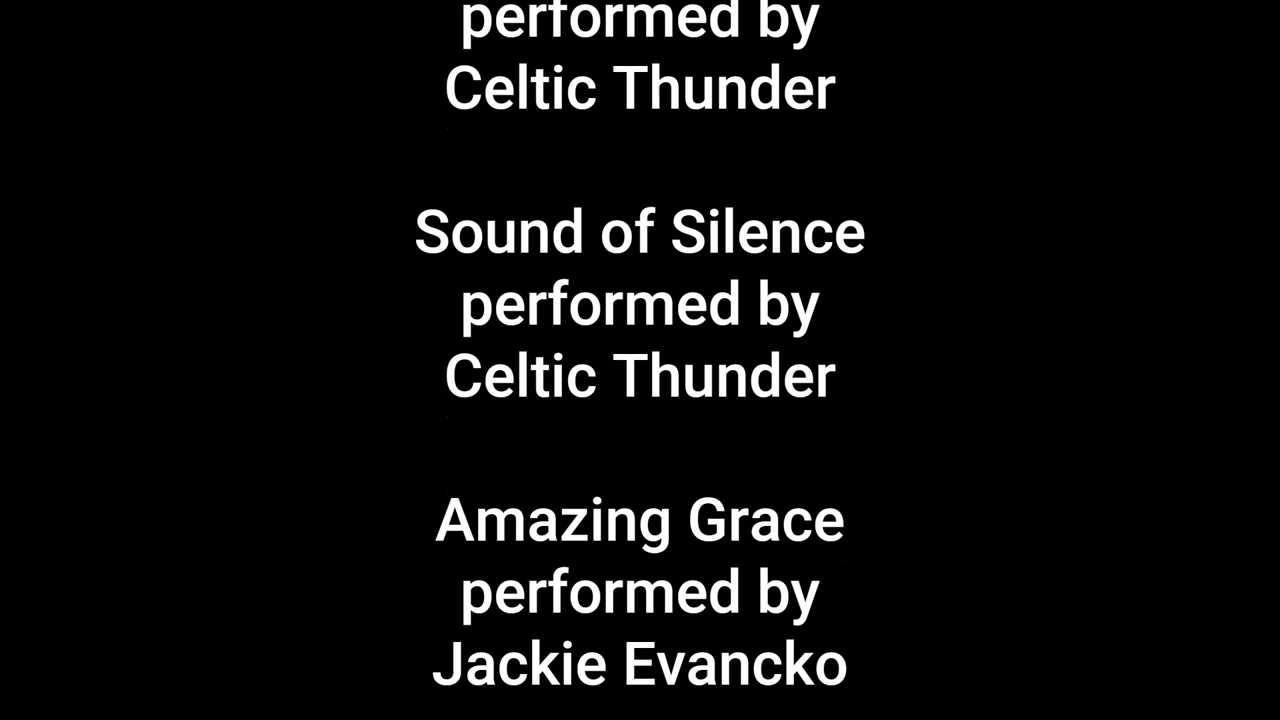 performed by
Celtic Thunder
Sound of Silence
performed by
Celtic Thunder
Amazing Grace
performed by
Jackie Evancko